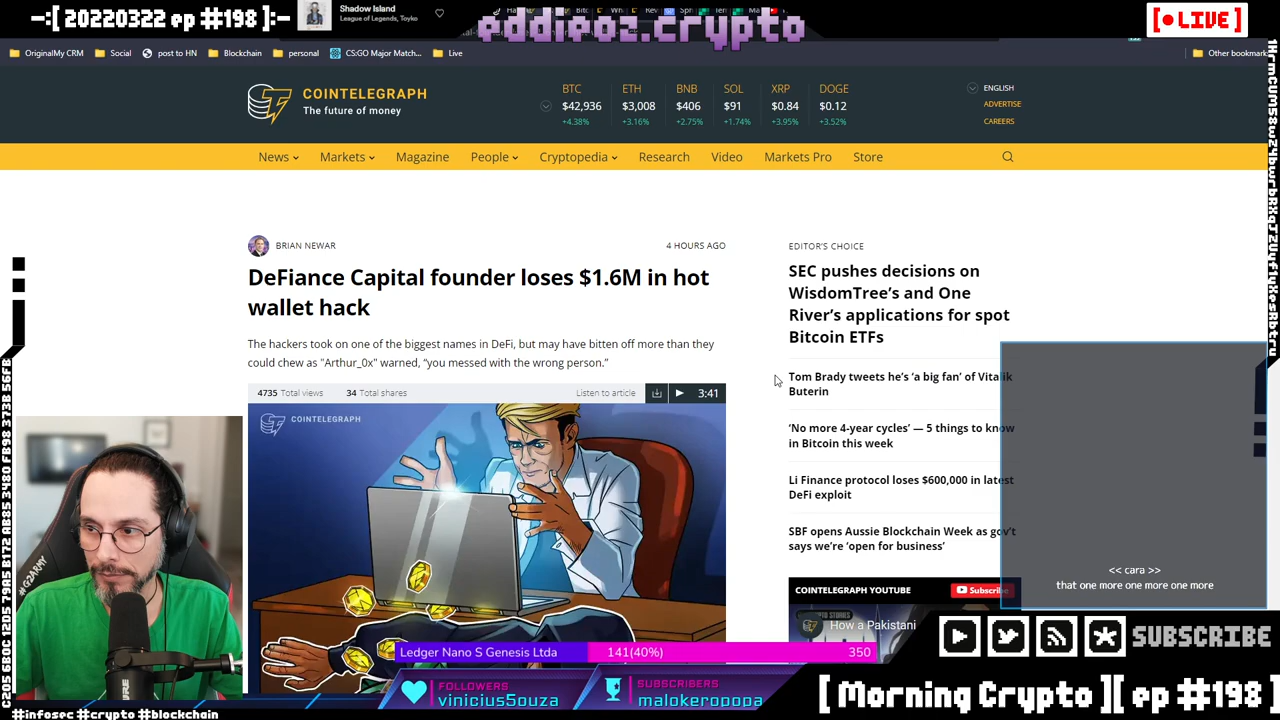 -:[ 20220322 ep #198 ]:-
Shadow Island
League of Legends, Toyko
eddieoz.crypto
[ LIVE ]
OriginalMy CRM
Social
post to HN
Blockchain
personal
CS:GO Major Match...
Live
Other bookmark
COINTELEGRAPH
The future of money
BTC ETH BNB SOL XRP DOGE
$42,936 $3,008 $406 $91 $0.84 $0.12
+4.38% +3.16% +2.75% +1.74% +3.95% +3.52%
ENGLISH
ADVERTISE
CAREERS
News Markets Magazine People Cryptopedia Research Video Markets Pro Store
BRIAN NEWAR
4 HOURS AGO
DeFiance Capital founder loses $1.6M in hot
wallet hack
The hackers took on one of the biggest names in DeFi, but may have bitten off more than they
could chew as "Arthur_0x" warned, “you messed with the wrong person.”
4735 Total views
34 Total shares
Listen to article
3:41
COINTELEGRAPH
EDITOR’S CHOICE
SEC pushes decisions on
WisdomTree’s and One
River’s applications for spot
Bitcoin ETFs
Tom Brady tweets he’s ‘a big fan’ of Vitalik
Buterin
‘No more 4-year cycles’ — 5 things to know
in Bitcoin this week
Li Finance protocol loses $600,000 in latest
DeFi exploit
SBF opens Aussie Blockchain Week as gov’t
says we’re ‘open for business’
COINTELEGRAPH YOUTUBE
Subscribe
How a Pakistani
<< cara >>
that one more one more one more
Ledger Nano S Genesis Ltda
141(40%)
350
FOLLOWERS
vinicius5ouza
SUBSCRIBERS
malokeropopa
SUBSCRIBE
[ Morning Crypto ][ ep #198 ]
#infosec #crypto #blockchain